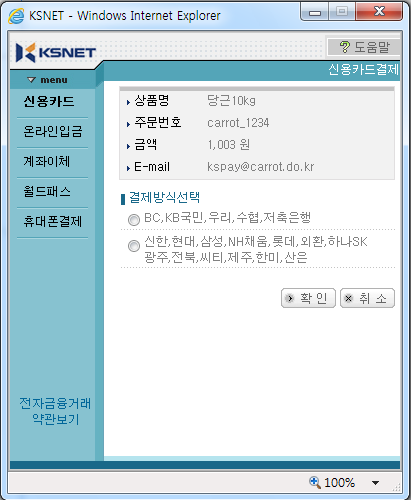 KSNET - Windows Internet Explorer
KSNET
? 도움말
신용카드결제
menu
신용카드
온라인입금
계좌이체
월드패스
휴대폰결제
상품명 당근10kg
주문번호 carrot_1234
금액 1,003 원
E-mail kspay@carrot.do.kr
결제방식선택
BC,KB국민,우리,수협,저축은행
신한,현대,삼성,NH채움,롯데,외환,하나SK
광주,전북,씨티,제주,한미,산은
확 인 취 소
전자금융거래
약관보기
100%